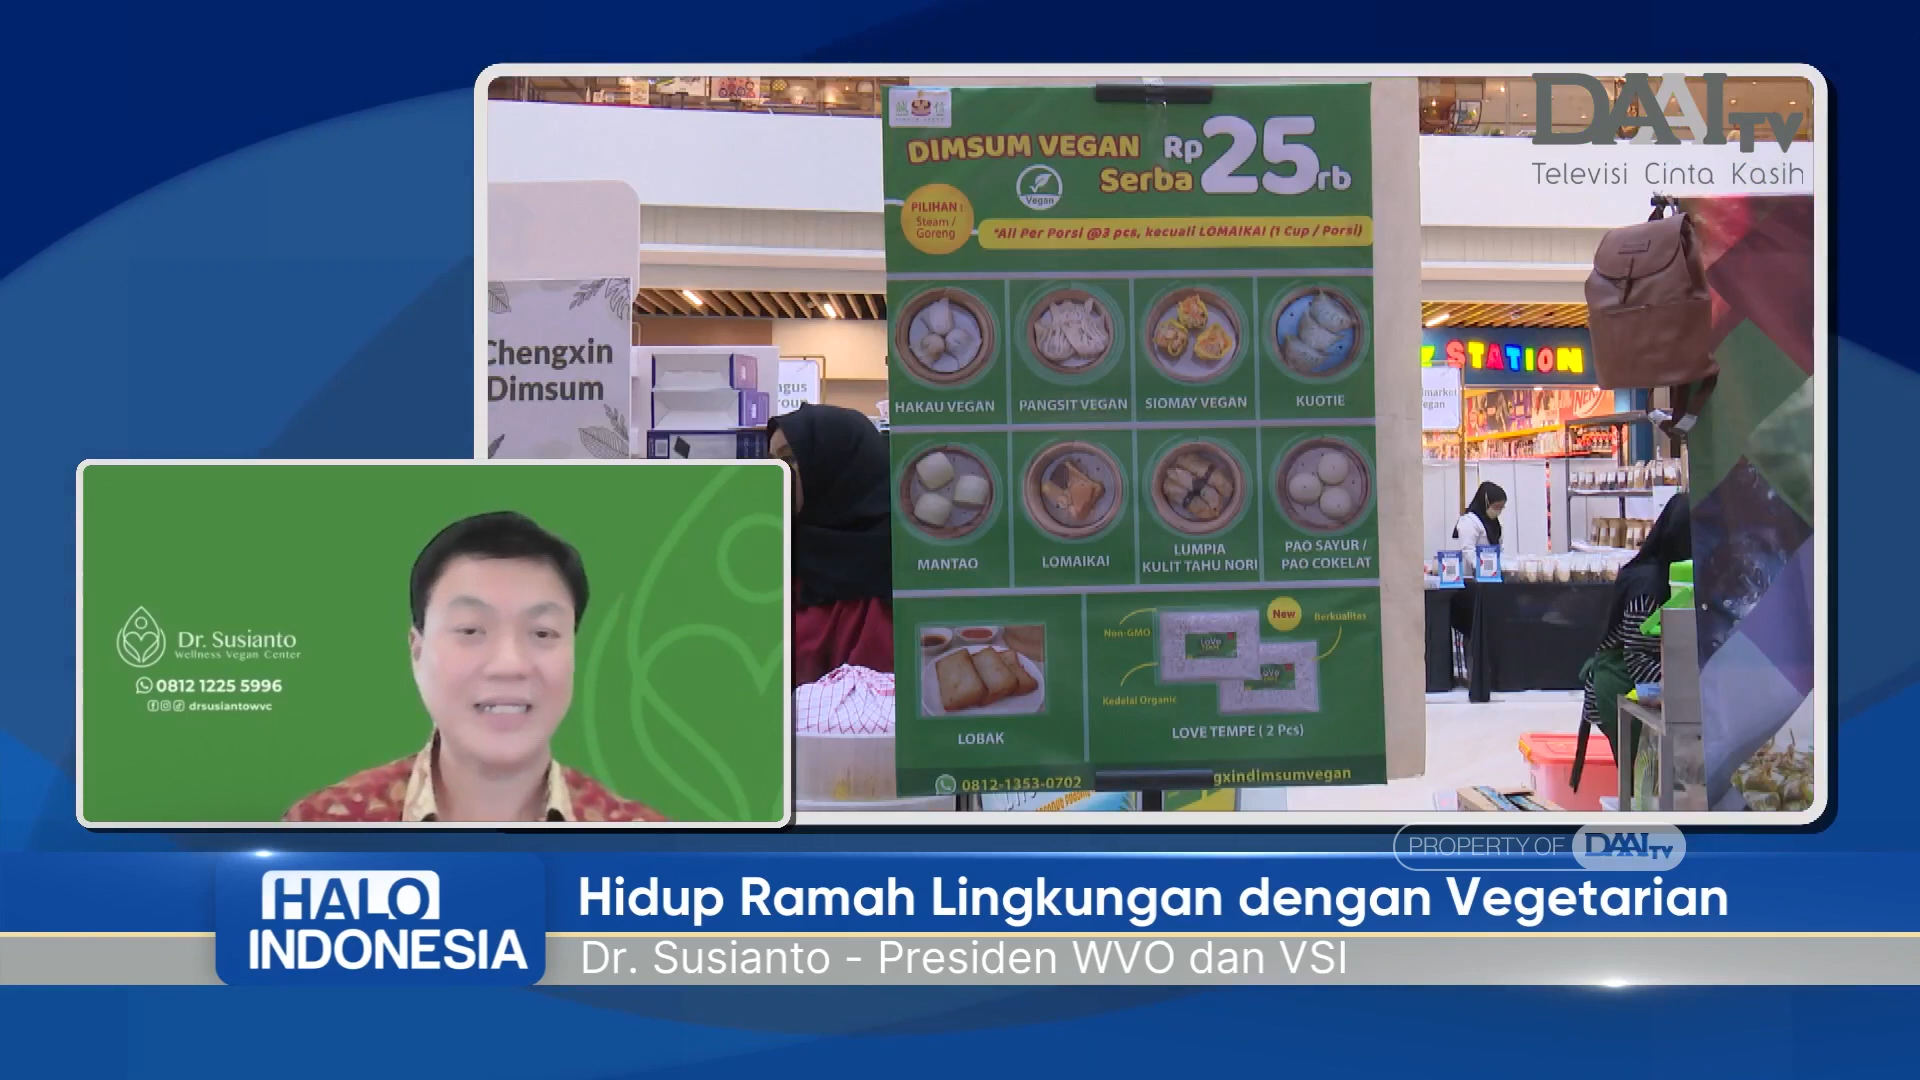 DAAI TV
Televisi Cinta Kasih
DIMSUM VEGAN
Serba
Rp 25 rb
Vegan
PILIHAN :
Steam /
Goreng
*All Per Porsi @3 pcs, kecuali LOMAIKAI (1 Cup / Porsi)
Chengxin
Dimsum
STATION
HAKAU VEGAN
PANGSIT VEGAN
SIOMAY VEGAN
KUOTIE
MANTAO
LOMAIKAI
LUMPIA
KULIT TAHU NORI
PAO SAYUR /
PAO COKELAT
LOBAK
Non-GMO
Kedelai Organic
New
Berkualitas
LOVE TEMPE ( 2 Pcs)
0812-1353-0702
gxindimsumvegan
Dr. Susianto
Wellness Vegan Center
0812 1225 5996
drsusiantowvc
PROPERTY OF DAAI TV
HALO
INDONESIA
Hidup Ramah Lingkungan dengan Vegetarian
Dr. Susianto - Presiden WVO dan VSI